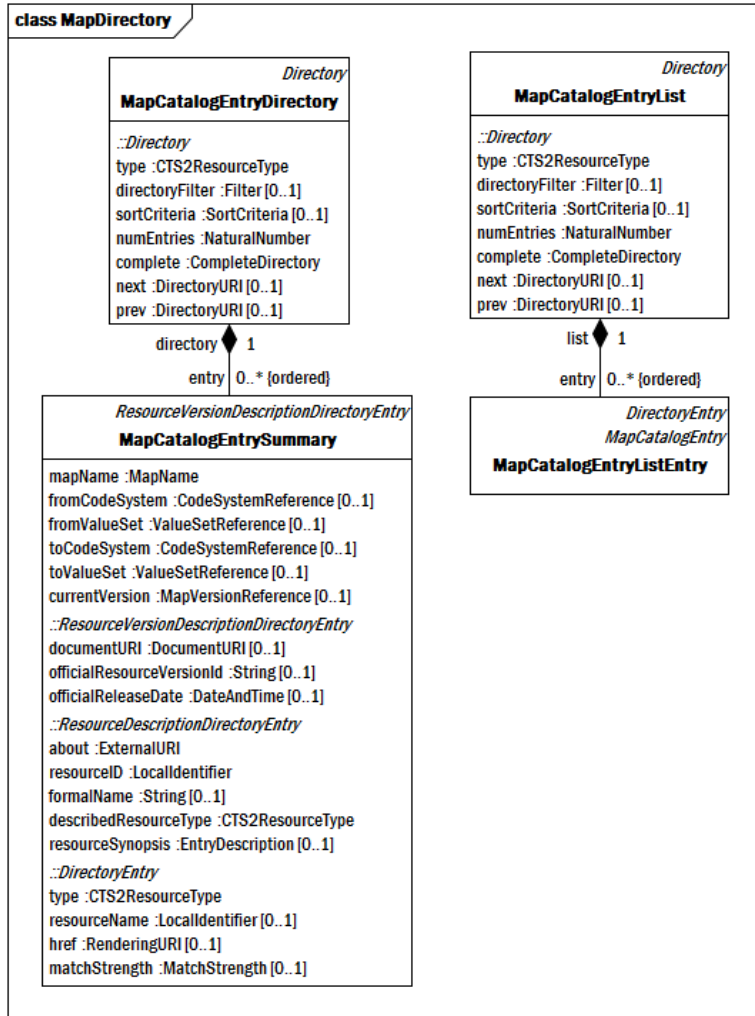 class MapDirectory
Directory
MapCatalogEntryDirectory
::Directory
type :CTS2ResourceType
directoryFilter :Filter [0..1]
sortCriteria :SortCriteria [0..1]
numEntries :NaturalNumber
complete :CompleteDirectory
next :DirectoryURI [0..1]
prev :DirectoryURI [0..1]
directory 1
entry 0..* {ordered}
ResourceVersionDescriptionDirectoryEntry
MapCatalogEntrySummary
mapName :MapName
fromCodeSystem :CodeSystemReference [0..1]
fromValueSet :ValueSetReference [0..1]
toCodeSystem :CodeSystemReference [0..1]
toValueSet :ValueSetReference [0..1]
currentVersion :MapVersionReference [0..1]
::ResourceVersionDescriptionDirectoryEntry
documentURI :DocumentURI [0..1]
officialResourceVersionId :String [0..1]
officialReleaseDate :DateAndTime [0..1]
::ResourceDescriptionDirectoryEntry
about :ExternalURI
resourceID :LocalIdentifier
formalName :String [0..1]
describedResourceType :CTS2ResourceType
resourceSynopsis :EntryDescription [0..1]
::DirectoryEntry
type :CTS2ResourceType
resourceName :LocalIdentifier [0..1]
href :RenderingURI [0..1]
matchStrength :MatchStrength [0..1]
Directory
MapCatalogEntryList
::Directory
type :CTS2ResourceType
directoryFilter :Filter [0..1]
sortCriteria :SortCriteria [0..1]
numEntries :NaturalNumber
complete :CompleteDirectory
next :DirectoryURI [0..1]
prev :DirectoryURI [0..1]
list 1
entry 0..* {ordered}
DirectoryEntry
MapCatalogEntry
MapCatalogEntryListEntry